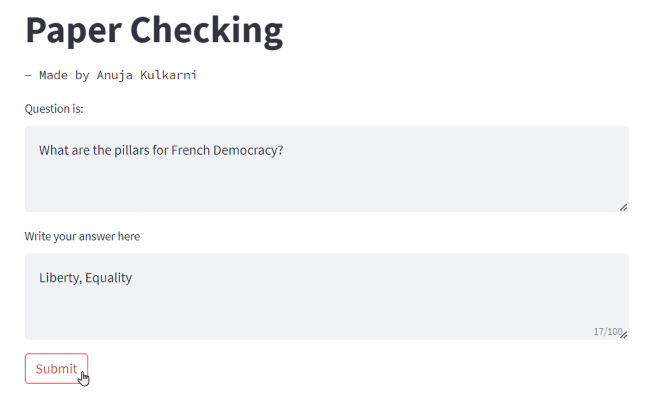 Paper Checking
- Made by Anuja Kulkarni
Question is:
What are the pillars for French Democracy?
Write your answer here
Liberty, Equality
17/100
Submit